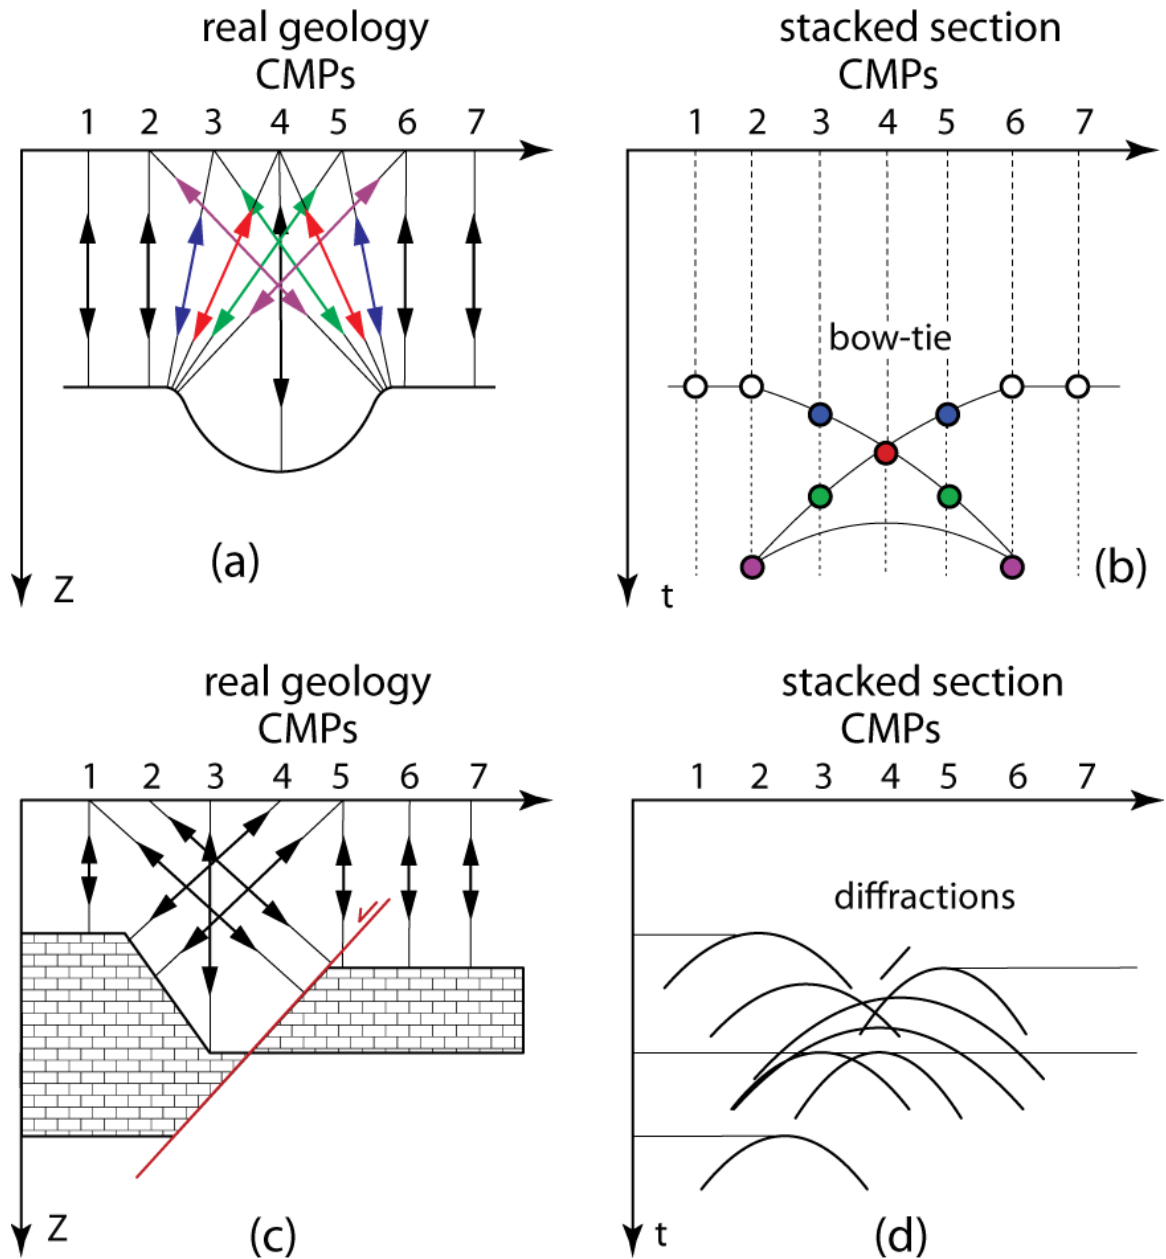 real geology
CMPs
1 2 3 4 5 6 7
Z
(a)
stacked section
CMPs
1 2 3 4 5 6 7
bow-tie
t
(b)
real geology
CMPs
1 2 3 4 5 6 7
Z
(c)
stacked section
CMPs
1 2 3 4 5 6 7
diffractions
t
(d)